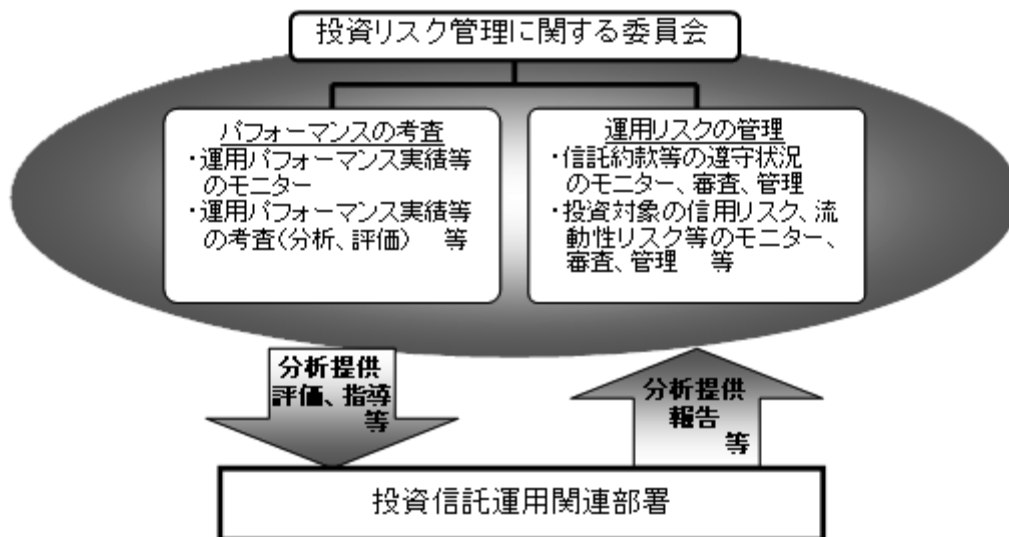 投資リスク管理に関する委員会
パフォーマンスの考査
・運用パフォーマンス実績等
のモニター
・運用パフォーマンス実績等
の考査(分析、評価)　等
運用リスクの管理
・信託約款等の遵守状況
のモニター、審査、管理
・投資対象の信用リスク、流
動性リスク等のモニター、
審査、管理　等
分析提供
評価、指導
等
分析提供
報告
等
投資信託運用関連部署